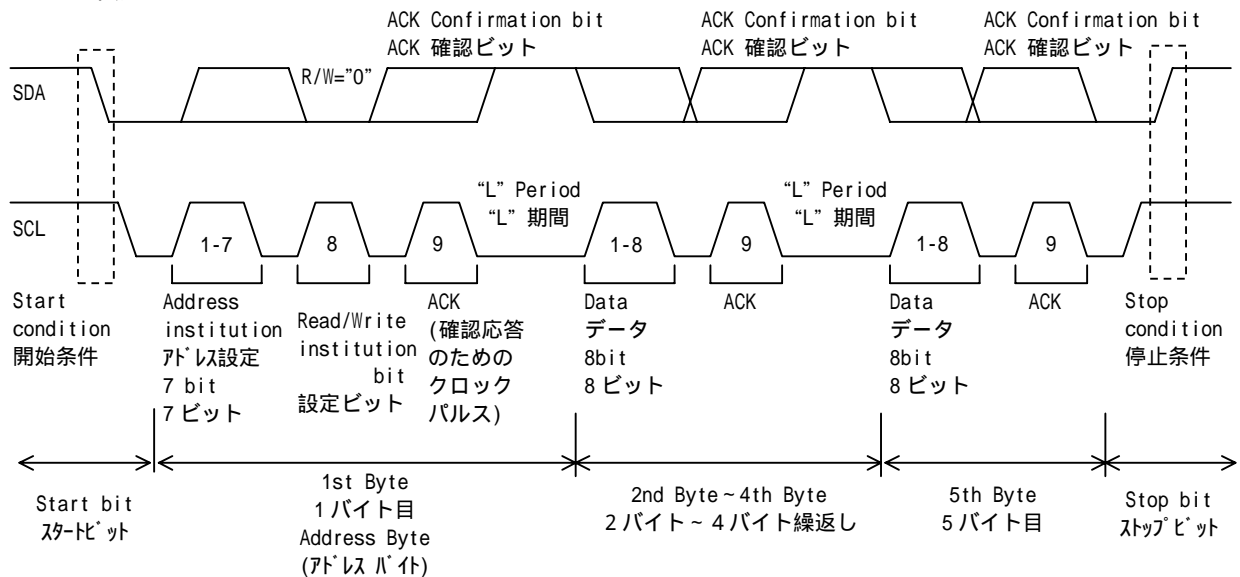 ACK Confirmation bit
ACK 確認ビット
ACK Confirmation bit
ACK 確認ビット
ACK Confirmation bit
ACK 確認ビット
SDA
R/W="0"
SCL
“L” Period
“L” 期間
“L” Period
“L” 期間
1-7
8
9
1-8
9
1-8
9
Start
condition
開始条件
Address
institution
ｱﾄﾞﾚｽ設定
7 bit
7 ビット
Read/Write
institution
bit
設定ビット
ACK
(確認応答
のための
クロック
パルス)
Data
データ
8bit
8 ビット
ACK
Data
データ
8bit
8 ビット
ACK
Stop
condition
停止条件
Start bit
ｽﾀｰﾄﾋﾞｯﾄ
1st Byte
1 バイト目
Address Byte
(ｱﾄﾞﾚｽ ﾊﾞｲﾄ)
2nd Byte ~ 4th Byte
2 バイト ~ 4 バイト繰返し
5th Byte
5 バイト目
Stop bit
ｽﾄｯﾌﾟﾋﾞｯﾄ